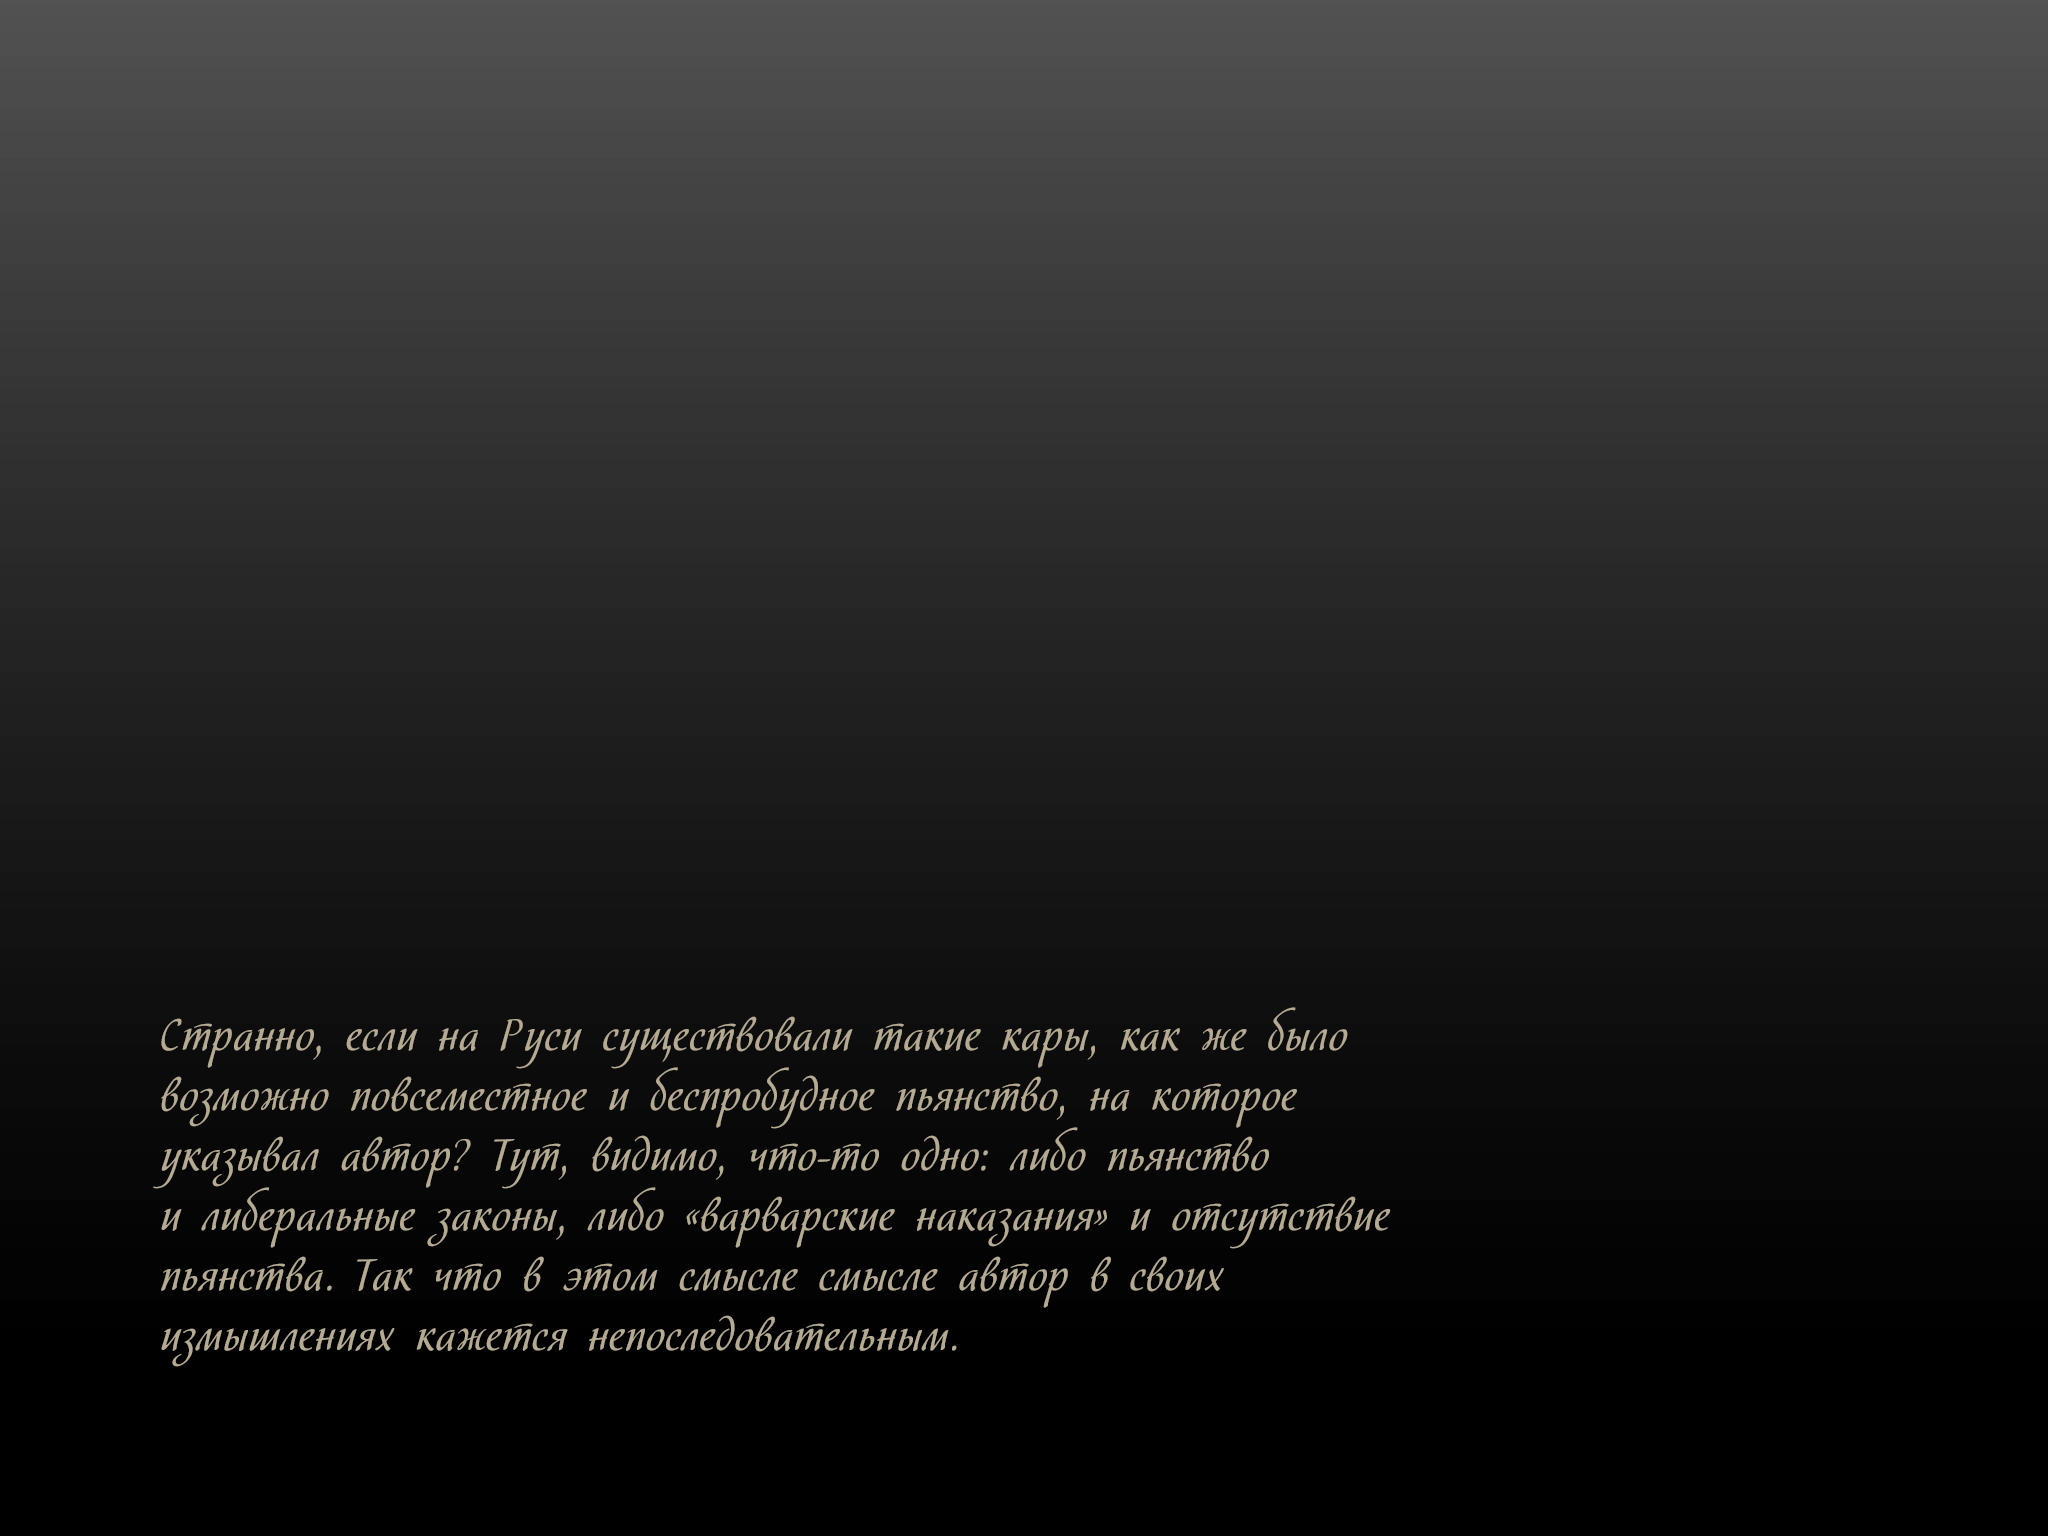 Странно, если на Руси существовали такие кары, как же было
возможно повсеместное и беспробудное пьянство, на которое
указывал автор? Тут, видимо, что-то одно: либо пьянство
и либеральные законы, либо «варварские наказания» и отсутствие
пьянства. Так что в этом смысле смысле автор в своих
измышлениях кажется непоследовательным.